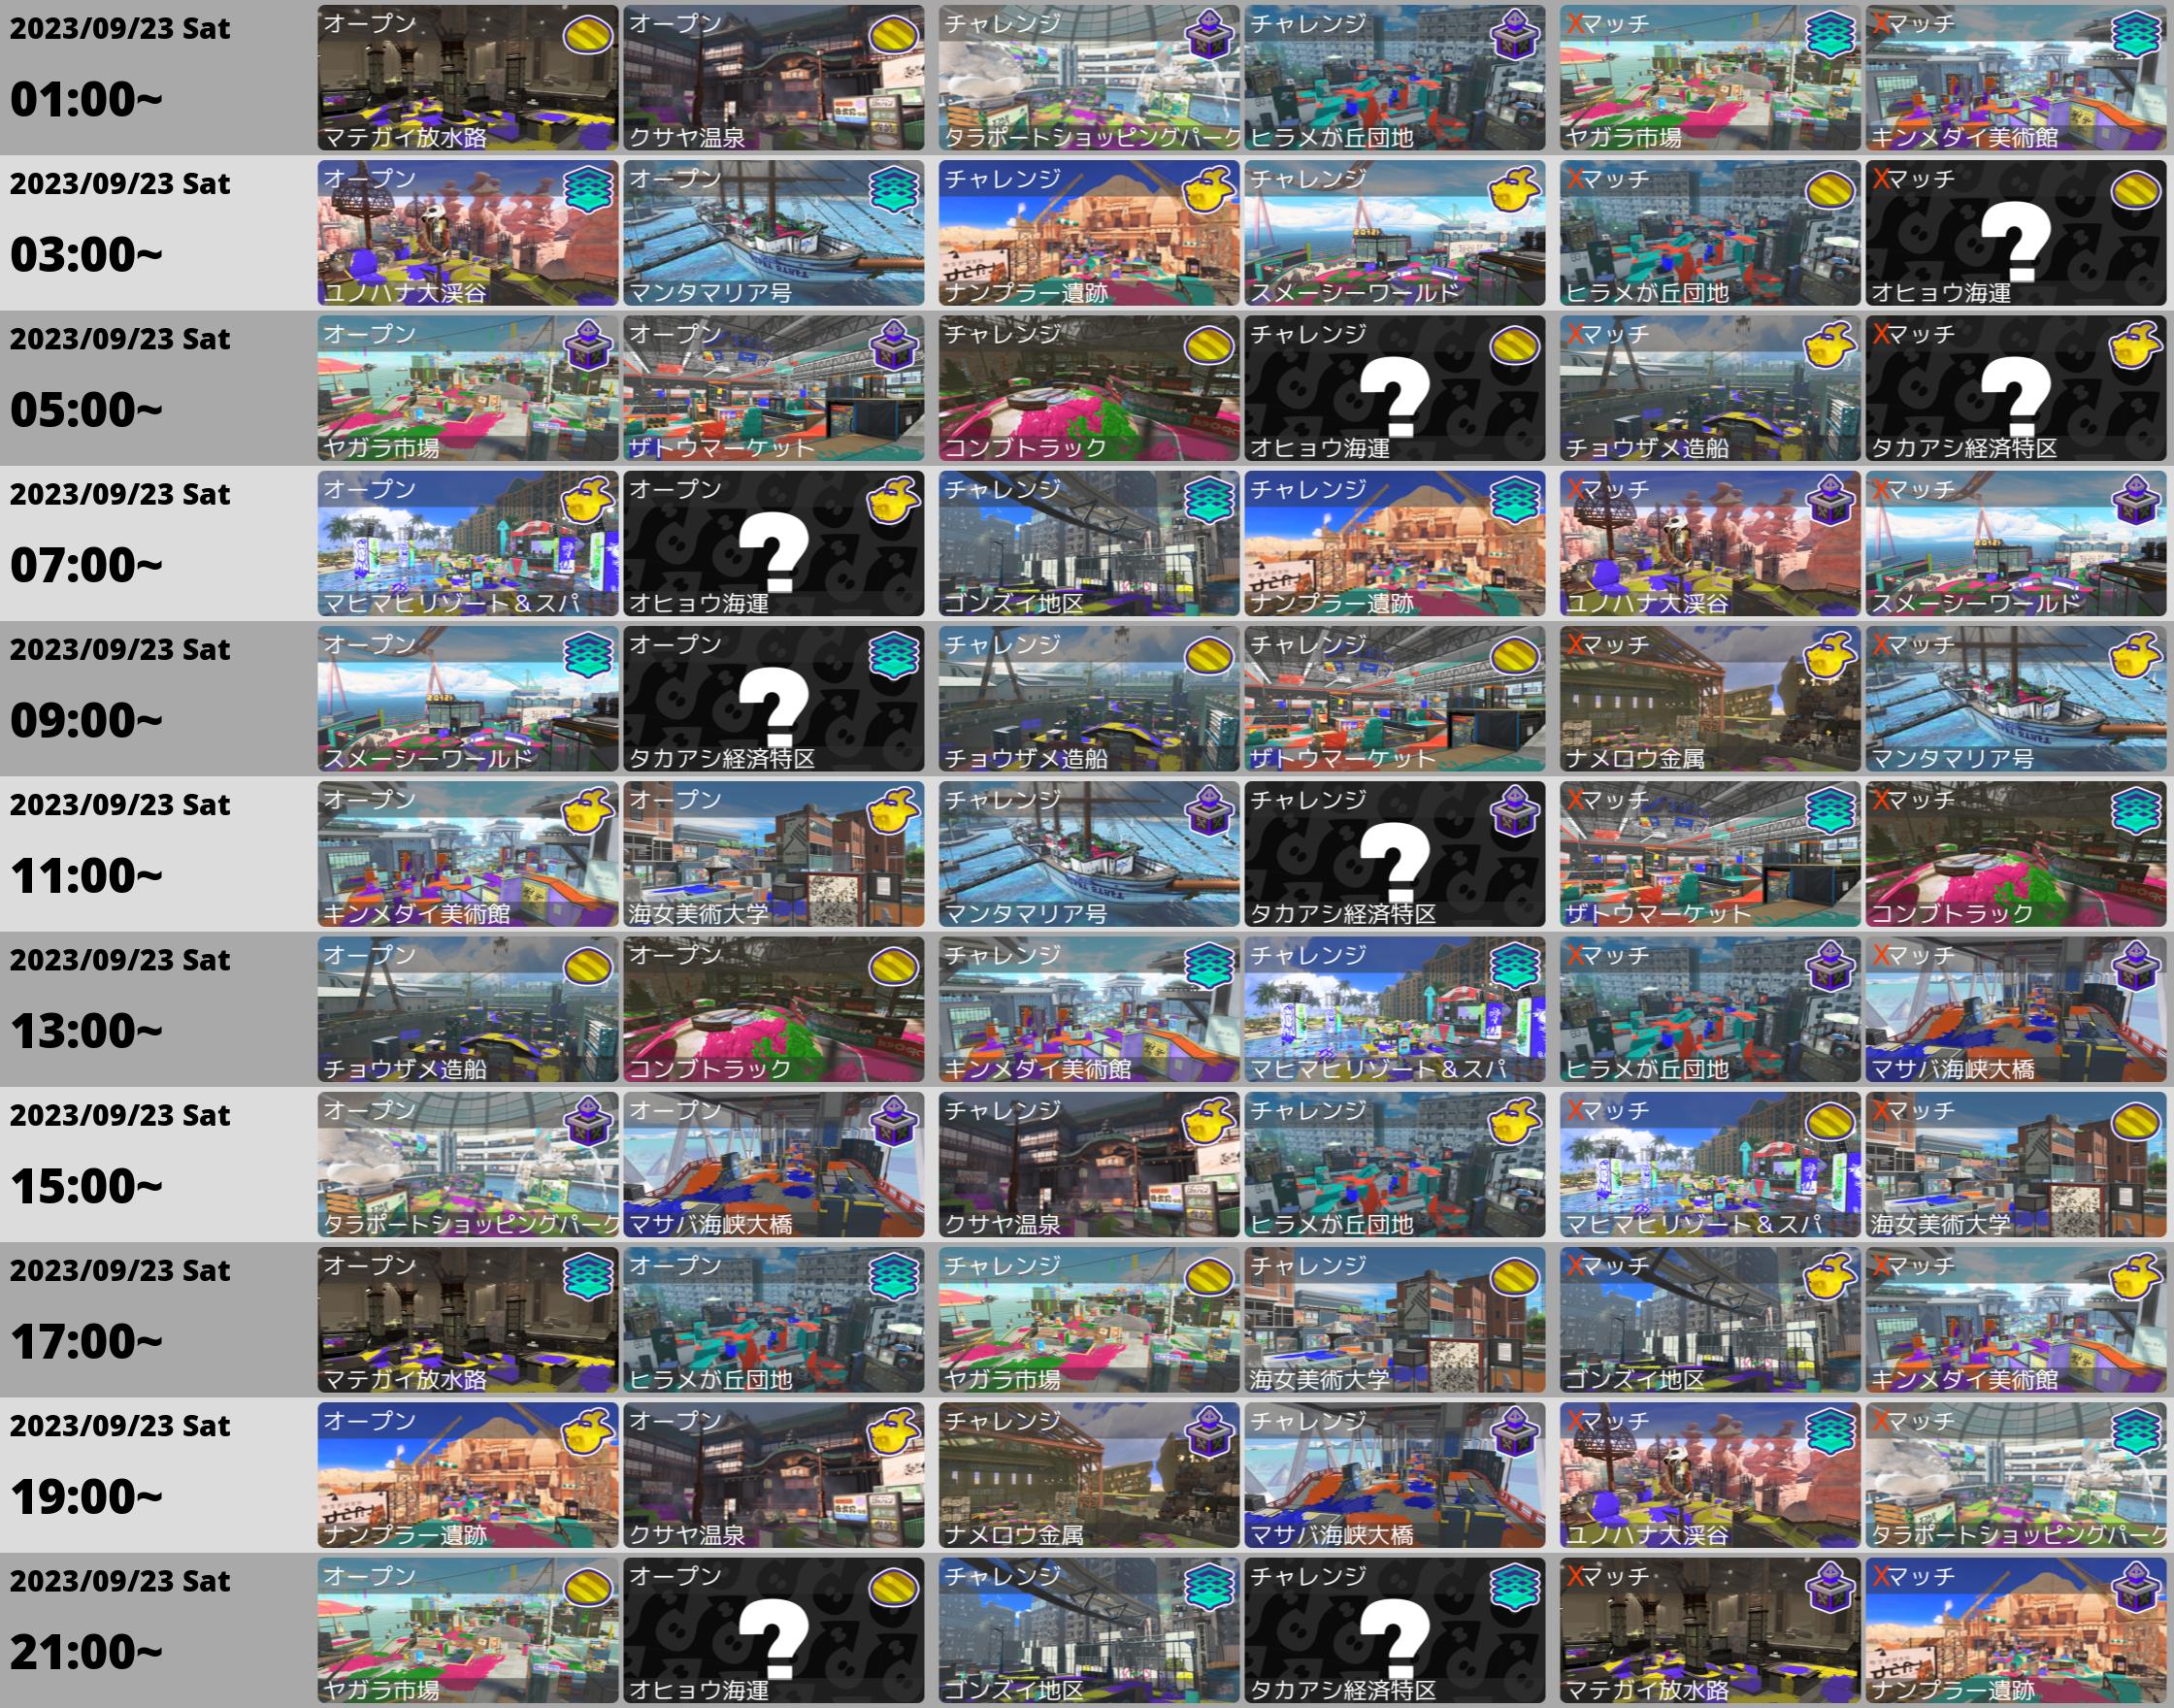 2023/09/23 Sat
01:00~
オープン
マテガイ放水路
オープン
クサヤ温泉
チャレンジ
タラポートショッピングパーク
チャレンジ
ヒラメが丘団地
Xマッチ
ヤガラ市場
Xマッチ
キンメダイ美術館
2023/09/23 Sat
03:00~
オープン
ユノハナ大渓谷
オープン
マンタマリア号
チャレンジ
ナンプラー遺跡
チャレンジ
スメーシーワールド
Xマッチ
ヒラメが丘団地
Xマッチ
?
オヒョウ海運
2023/09/23 Sat
05:00~
オープン
ヤガラ市場
オープン
ザトウマーケット
チャレンジ
コンブトラック
チャレンジ
?
オヒョウ海運
Xマッチ
チョウザメ造船
Xマッチ
?
タカアシ経済特区
2023/09/23 Sat
07:00~
オープン
マヒマヒリゾート&スパ
オープン
?
オヒョウ海運
チャレンジ
ゴンズイ地区
チャレンジ
ナンプラー遺跡
Xマッチ
ユノハナ大渓谷
Xマッチ
スメーシーワールド
2023/09/23 Sat
09:00~
オープン
スメーシーワールド
オープン
?
タカアシ経済特区
チャレンジ
チョウザメ造船
チャレンジ
ザトウマーケット
Xマッチ
ナメロウ金属
Xマッチ
マンタマリア号
2023/09/23 Sat
11:00~
オープン
キンメダイ美術館
オープン
海女美術大学
チャレンジ
マンタマリア号
チャレンジ
?
タカアシ経済特区
Xマッチ
ザトウマーケット
Xマッチ
コンブトラック
2023/09/23 Sat
13:00~
オープン
チョウザメ造船
オープン
コンブトラック
チャレンジ
キンメダイ美術館
チャレンジ
マヒマヒリゾート&スパ
Xマッチ
ヒラメが丘団地
Xマッチ
マサバ海峡大橋
2023/09/23 Sat
15:00~
オープン
タラポートショッピングパーク
オープン
マサバ海峡大橋
チャレンジ
クサヤ温泉
チャレンジ
ヒラメが丘団地
Xマッチ
マヒマヒリゾート&スパ
Xマッチ
海女美術大学
2023/09/23 Sat
17:00~
オープン
マテガイ放水路
オープン
ヒラメが丘団地
チャレンジ
ヤガラ市場
チャレンジ
海女美術大学
Xマッチ
ゴンズイ地区
Xマッチ
キンメダイ美術館
2023/09/23 Sat
19:00~
オープン
ナンプラー遺跡
オープン
クサヤ温泉
チャレンジ
ナメロウ金属
チャレンジ
マサバ海峡大橋
Xマッチ
ユノハナ大渓谷
Xマッチ
タラポートショッピングパーク
2023/09/23 Sat
21:00~
オープン
ヤガラ市場
オープン
?
オヒョウ海運
チャレンジ
ゴンズイ地区
チャレンジ
?
タカアシ経済特区
Xマッチ
マテガイ放水路
Xマッチ
ナンプラー遺跡